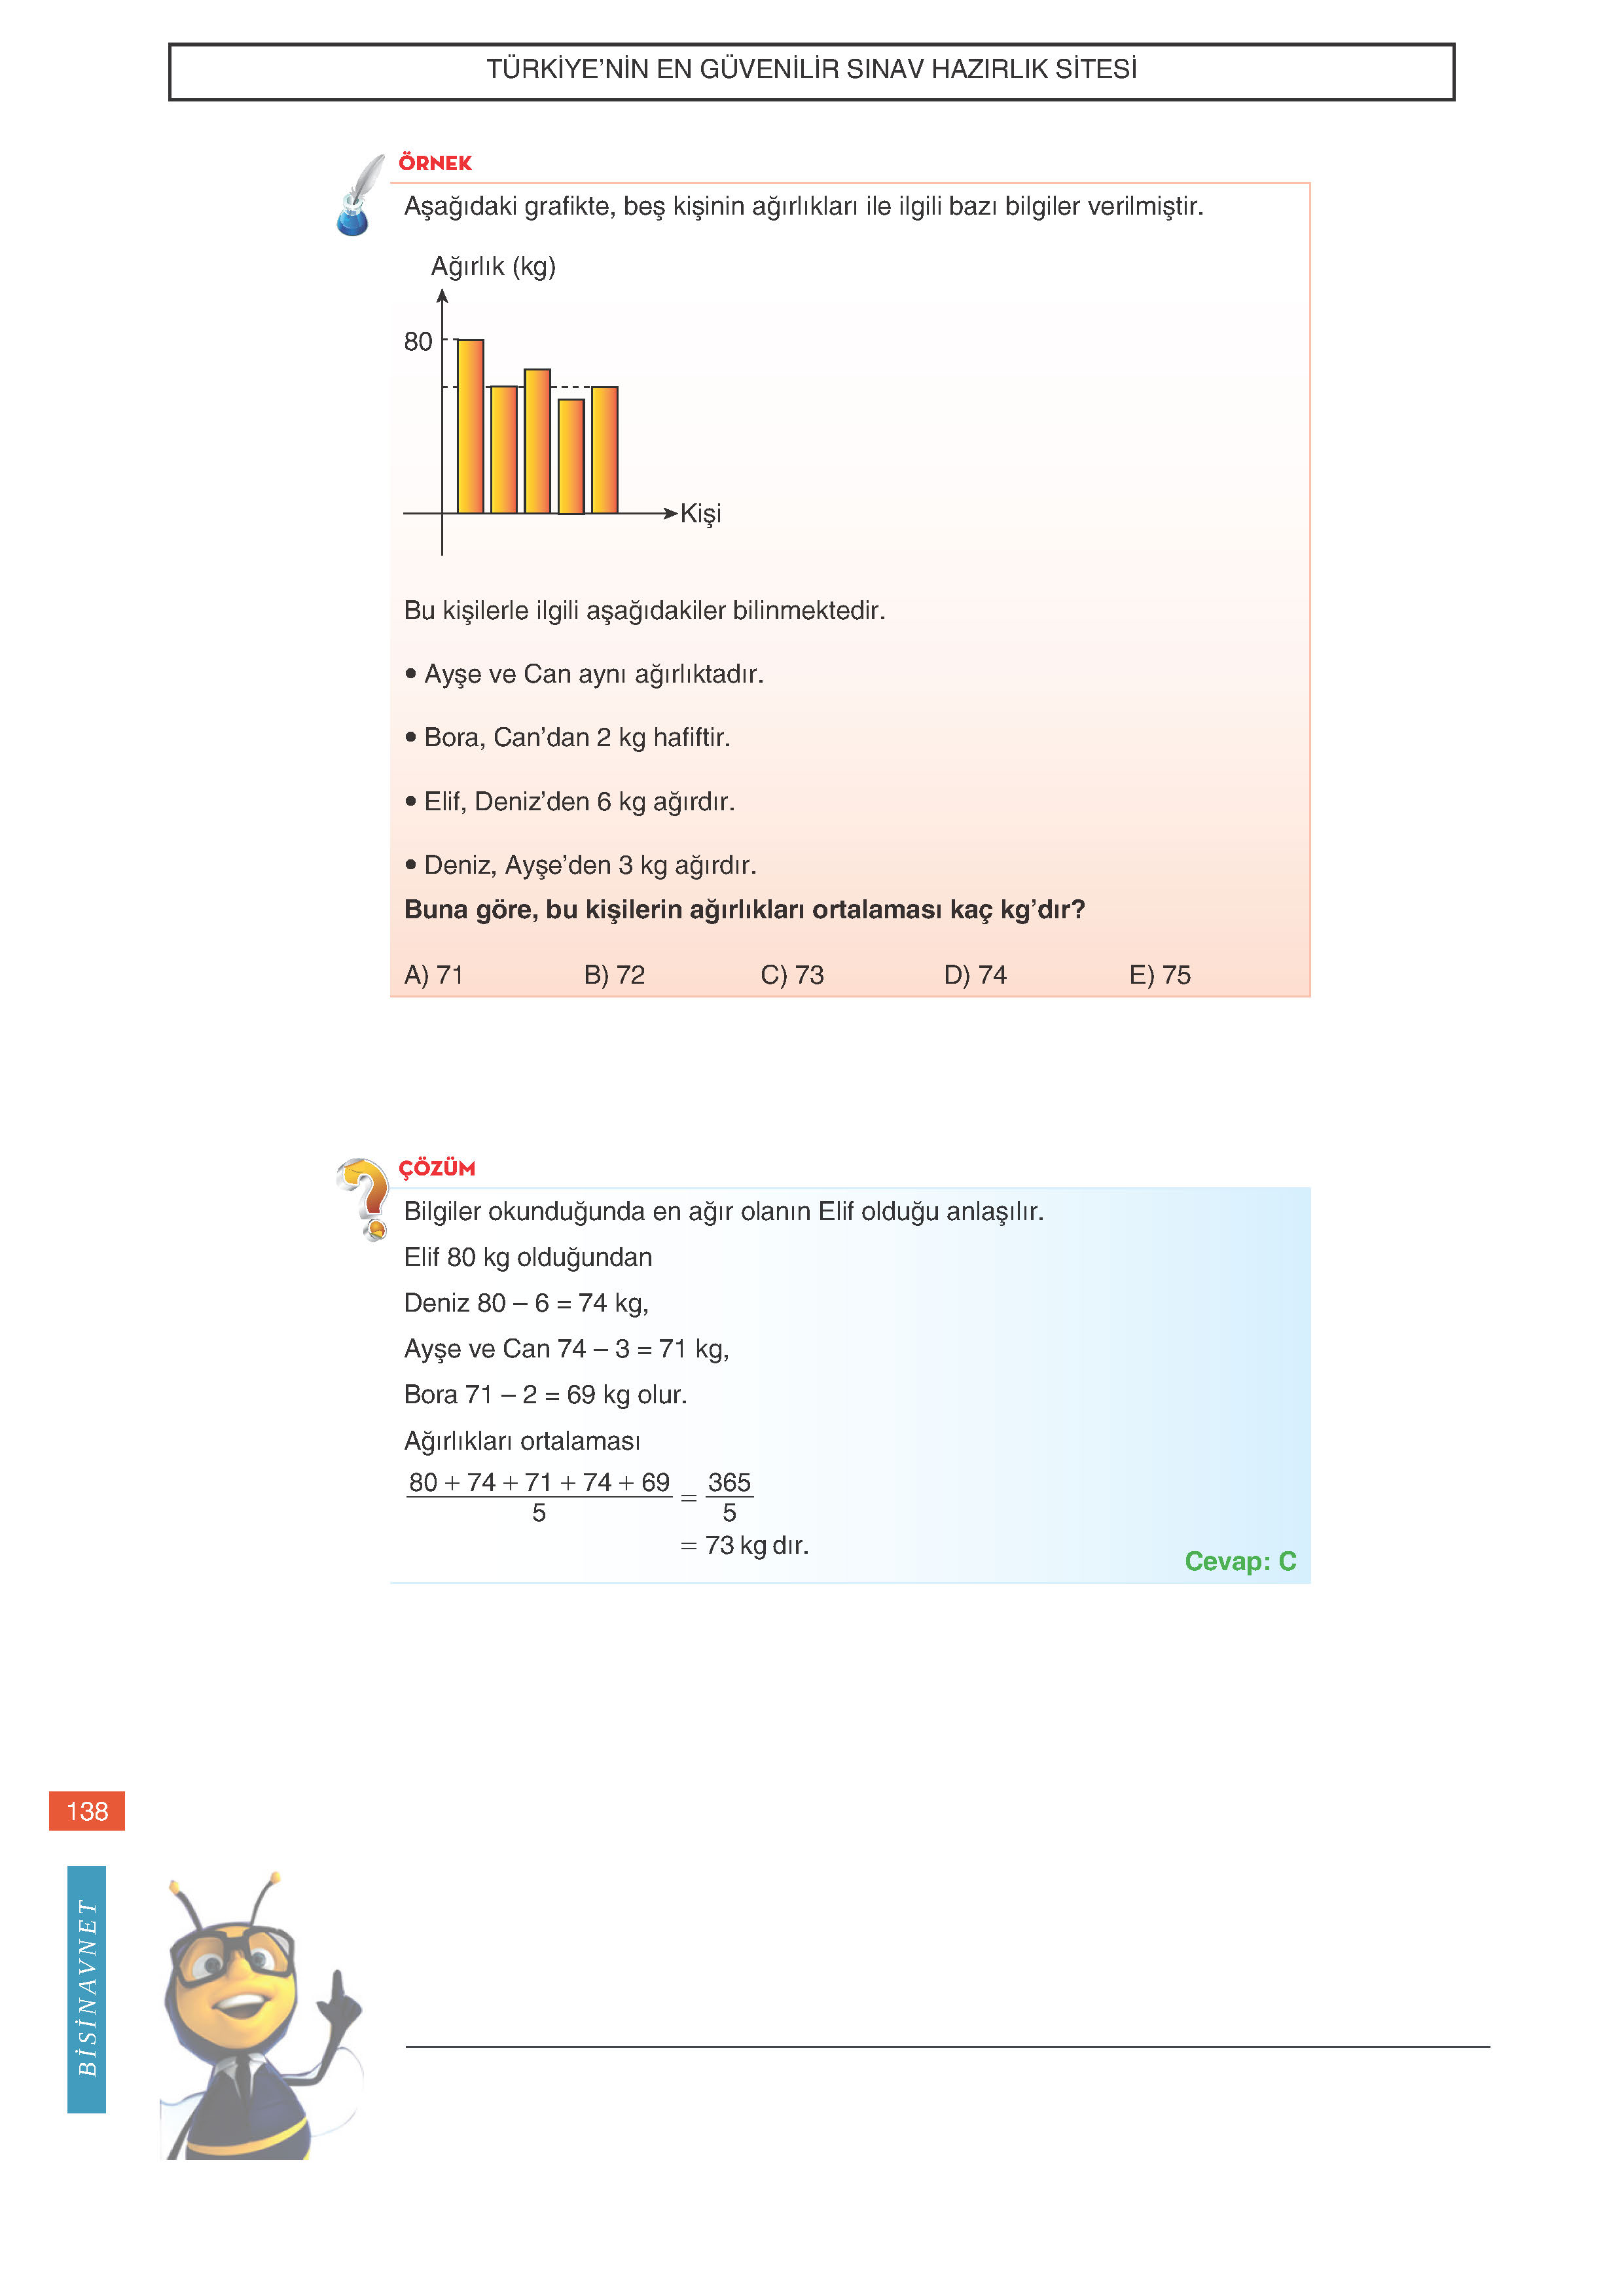 TÜRKİYE’NİN EN GÜVENİLİR SINAV HAZIRLIK SİTESİ
ÖRNEK
Aşağıdaki grafikte, beş kişinin ağırlıkları ile ilgili bazı bilgiler verilmiştir.
Ağırlık (kg)
80
Kişi
Bu kişilerle ilgili aşağıdakiler bilinmektedir.
• Ayşe ve Can aynı ağırlıktadır.
• Bora, Can’dan 2 kg hafiftir.
• Elif, Deniz’den 6 kg ağırdır.
• Deniz, Ayşe’den 3 kg ağırdır.
Buna göre, bu kişilerin ağırlıkları ortalaması kaç kg’dır?
A) 71 B) 72 C) 73 D) 74 E) 75
ÇÖZÜM
Bilgiler okunduğunda en ağır olanın Elif olduğu anlaşılır.
Elif 80 kg olduğundan
Deniz 80 – 6 = 74 kg,
Ayşe ve Can 74 – 3 = 71 kg,
Bora 71 – 2 = 69 kg olur.
Ağırlıkları ortalaması
80 + 74 + 71 + 74 + 69 = 365
5 5
= 73 kg dır.
Cevap: C
138
BİSİNAVNET